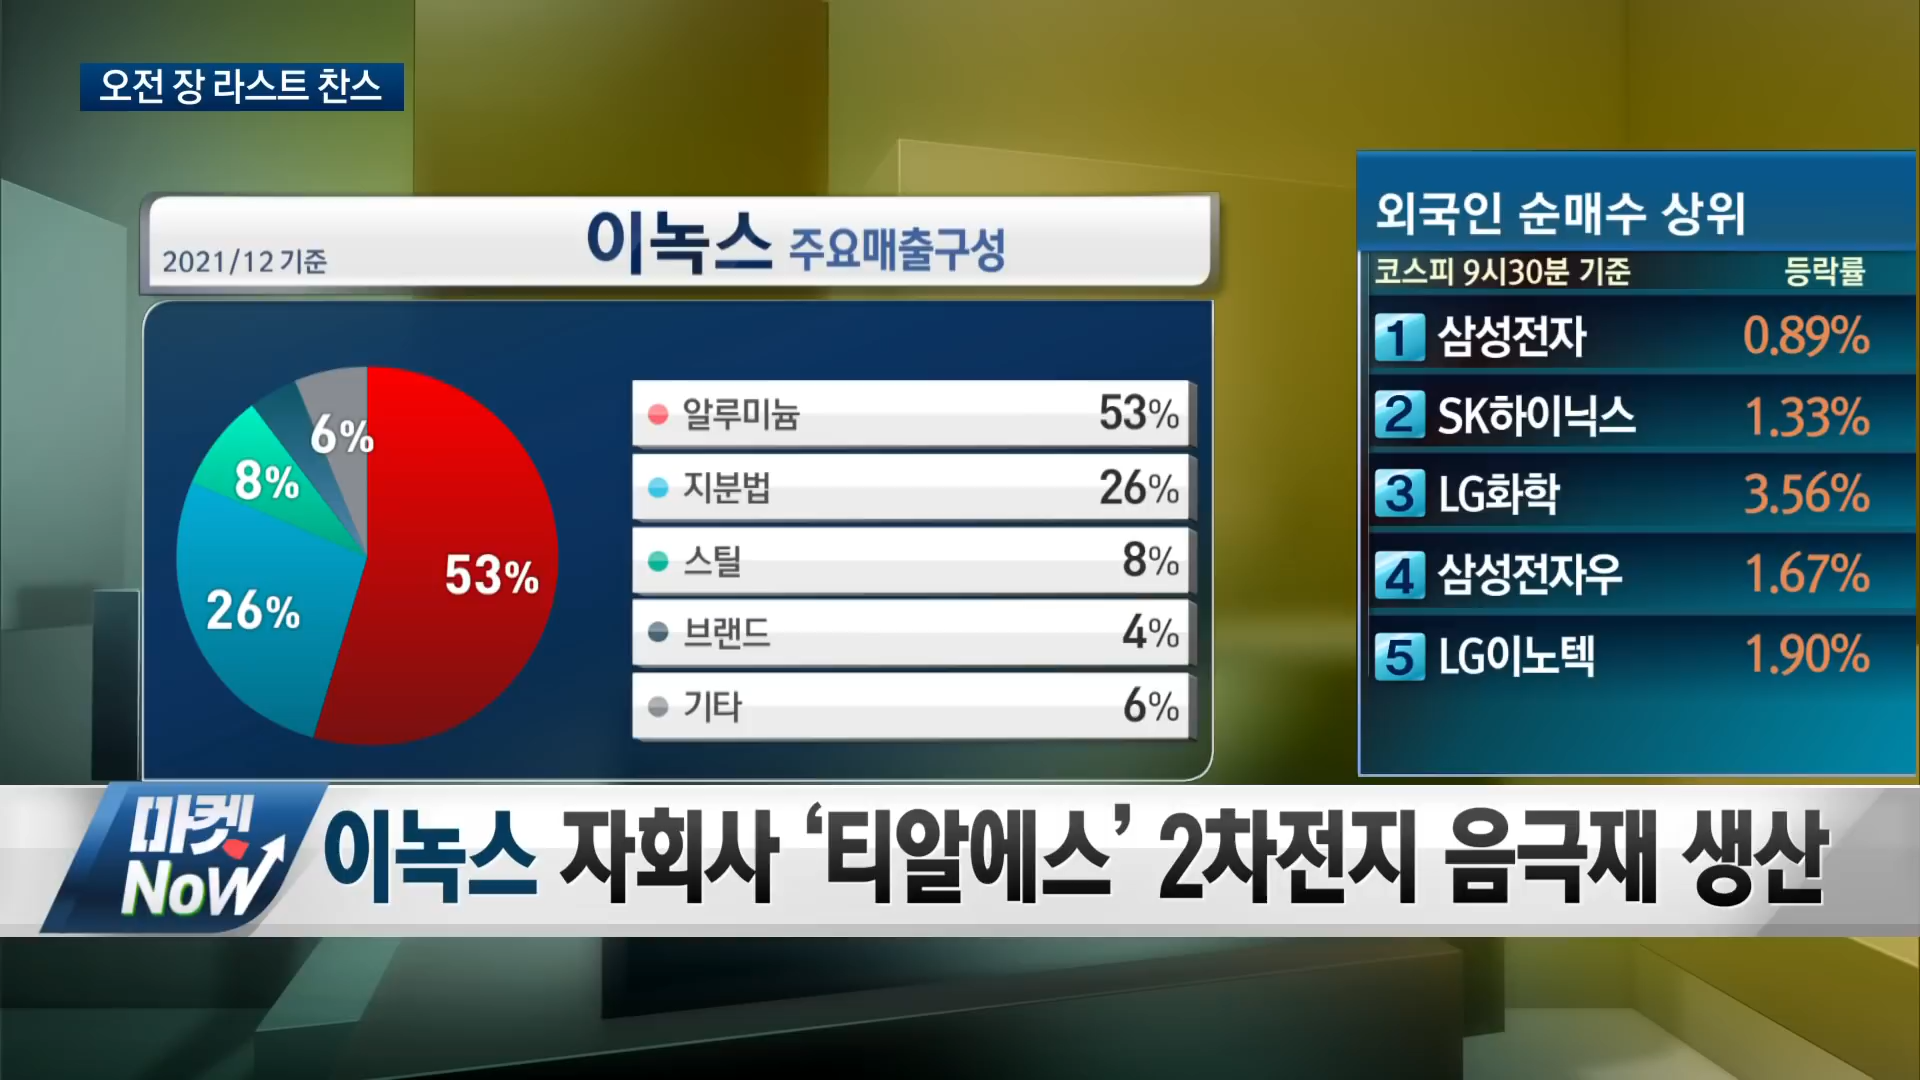 오전 장 라스트 찬스
2021/12 기준
이녹스 주요매출구성
6%
8%
53%
26%
알루미늄 53%
지분법 26%
스틸 8%
브랜드 4%
기타 6%
외국인 순매수 상위
코스피 9시30분 기준 등락률
1 삼성전자 0.89%
2 SK하이닉스 1.33%
3 LG화학 3.56%
4 삼성전자우 1.67%
5 LG이노텍 1.90%
마켓
NoW
이녹스 자회사 ‘티알에스’ 2차전지 음극재 생산